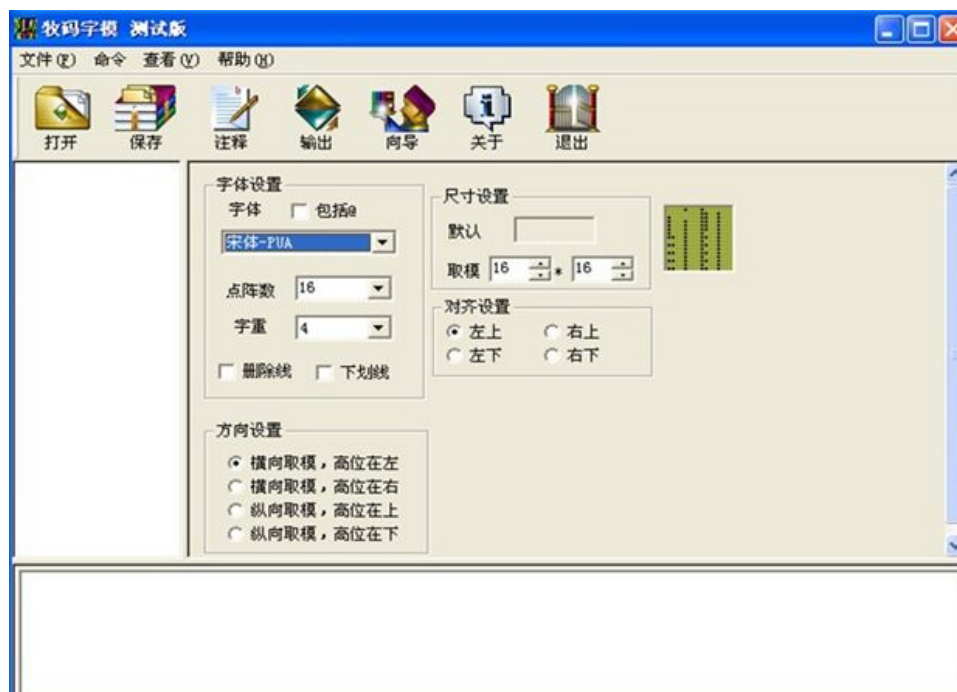 牧码字模 测试版
文件(F) 命令 查看(V) 帮助(H)
打开 保存 注释 输出 向导 关于 退出
字体设置
字体 包括@
宋体-PUA
点阵数 16
字重 4
删除线 下划线
尺寸设置
默认
取模 16 * 16
对齐设置
左上 右上
左下 右下
方向设置
横向取模，高位在左
横向取模，高位在右
纵向取模，高位在上
纵向取模，高位在下